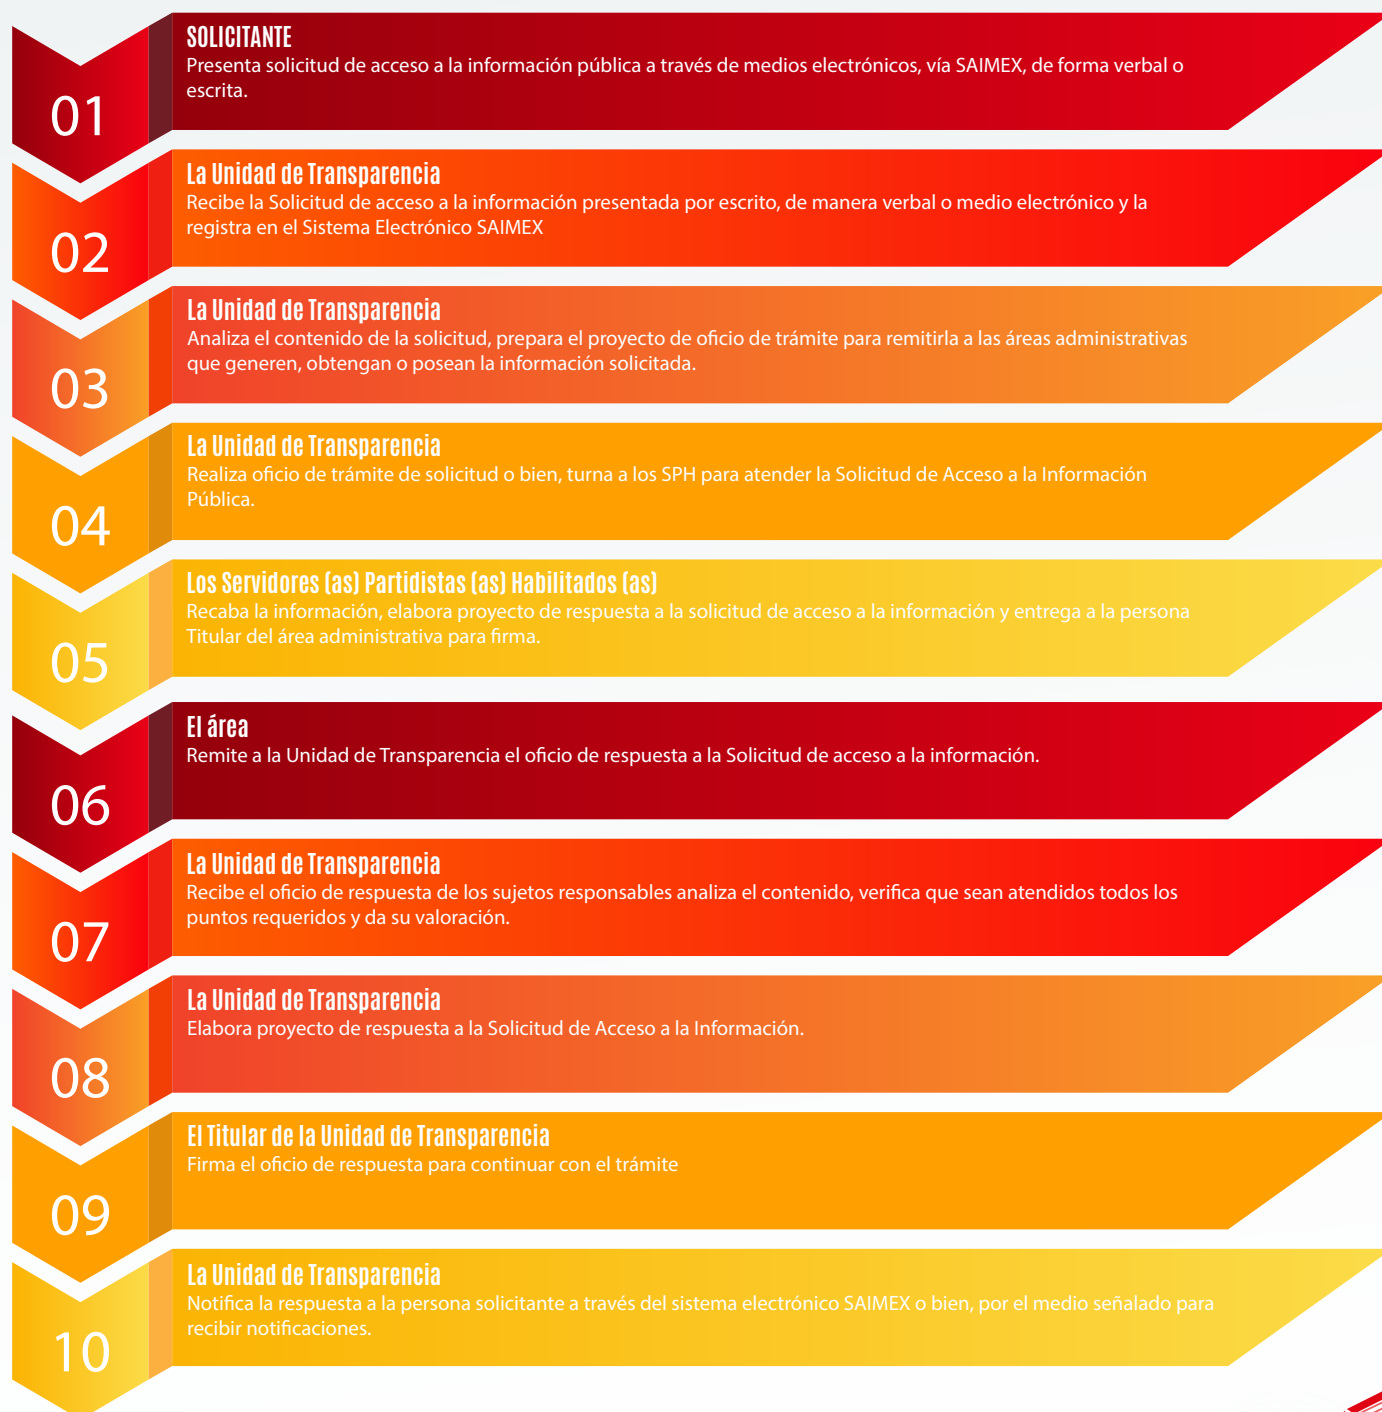 01
SOLICITANTE
Presenta solicitud de acceso a la información pública a través de medios electrónicos, vía SAIMEX, de forma verbal o
escrita.
02
La Unidad de Transparencia
Recibe la Solicitud de acceso a la información presentada por escrito, de manera verbal o medio electrónico y la
registra en el Sistema Electrónico SAIMEX
03
La Unidad de Transparencia
Analiza el contenido de la solicitud, prepara el proyecto de oficio de trámite para remitirla a las áreas administrativas
que generen, obtengan o posean la información solicitada.
04
La Unidad de Transparencia
Realiza oficio de trámite de solicitud o bien, turna a los SPH para atender la Solicitud de Acceso a la Información
Pública.
05
Los Servidores (as) Partidistas (as) Habilitados (as)
Recaba la información, elabora proyecto de respuesta a la solicitud de acceso a la información y entrega a la persona
Titular del área administrativa para firma.
06
El área
Remite a la Unidad de Transparencia el oficio de respuesta a la Solicitud de acceso a la información.
07
La Unidad de Transparencia
Recibe el oficio de respuesta de los sujetos responsables analiza el contenido, verifica que sean atendidos todos los
puntos requeridos y da su valoración.
08
La Unidad de Transparencia
Elabora proyecto de respuesta a la Solicitud de Acceso a la Información.
09
El Titular de la Unidad de Transparencia
Firma el oficio de respuesta para continuar con el trámite
10
La Unidad de Transparencia
Notifica la respuesta a la persona solicitante a través del sistema electrónico SAIMEX o bien, por el medio señalado para
recibir notificaciones.